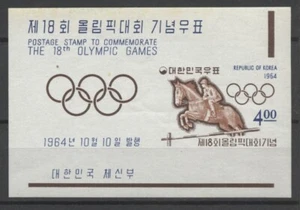 제18회 올림픽대회 기념우표
POSTAGE STAMP TO COMMEMORATE
THE 18th OLYMPIC GAMES
대한민국우표
REPUBLIC OF KOREA
1964
4.00
제18회올림픽대회기념
1964년 10월 10일 발행
대한민국 체신부